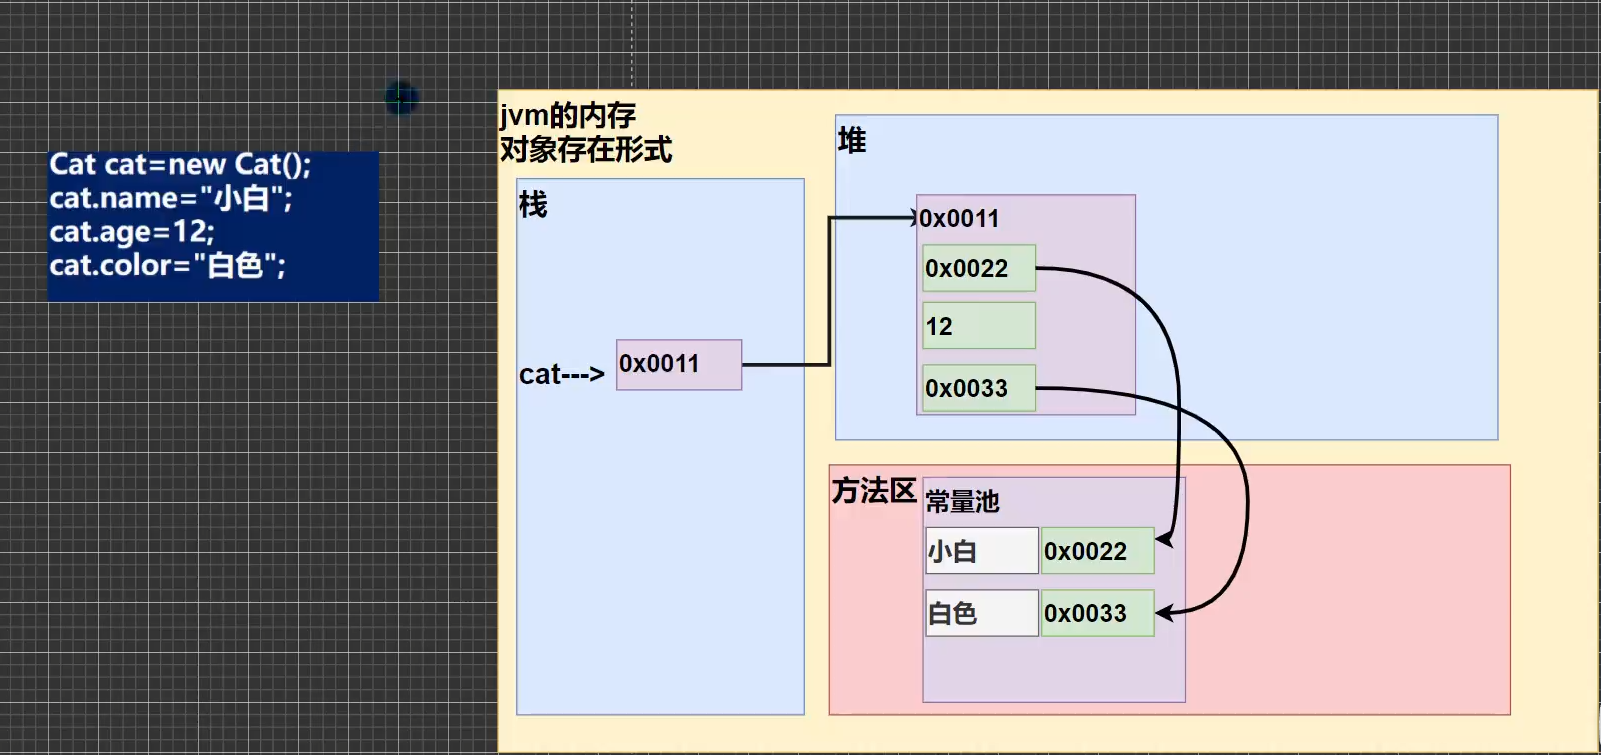 Cat cat=new Cat();
cat.name="小白";
cat.age=12;
cat.color="白色";
jvm的内存
对象存在形式
栈
cat--->
0x0011
堆
0x0011
0x0022
12
0x0033
方法区
常量池
小白
0x0022
白色
0x0033